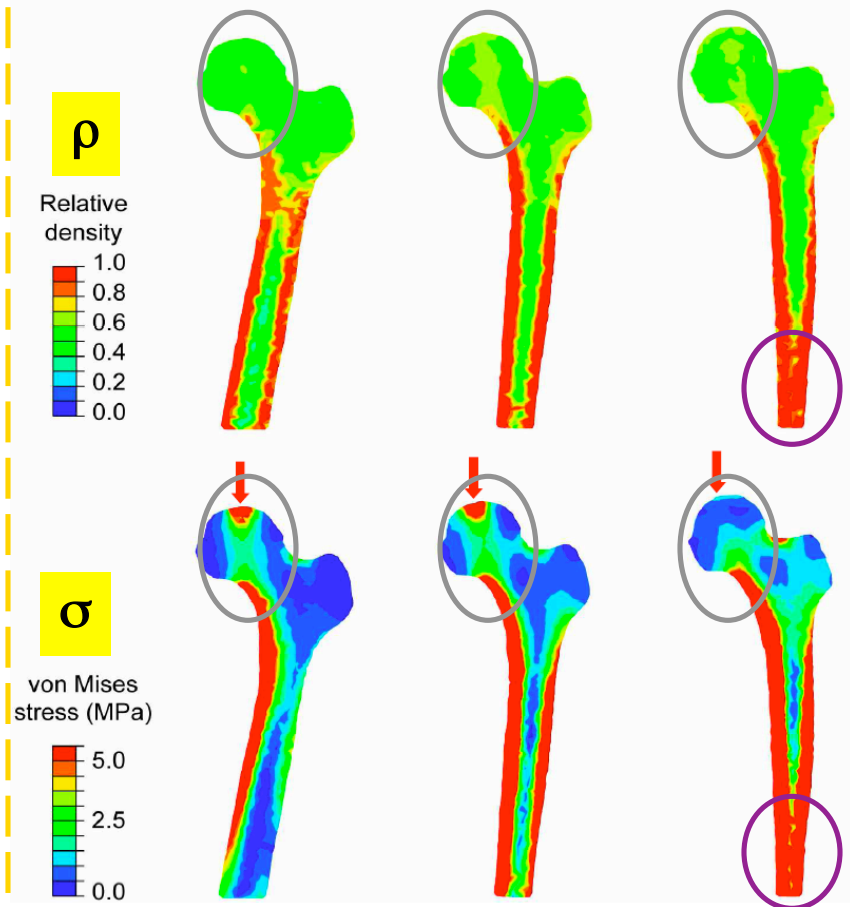 ρ
Relative
density
1.0
0.8
0.6
0.4
0.2
0.0
σ
von Mises
stress (MPa)
5.0
2.5
0.0